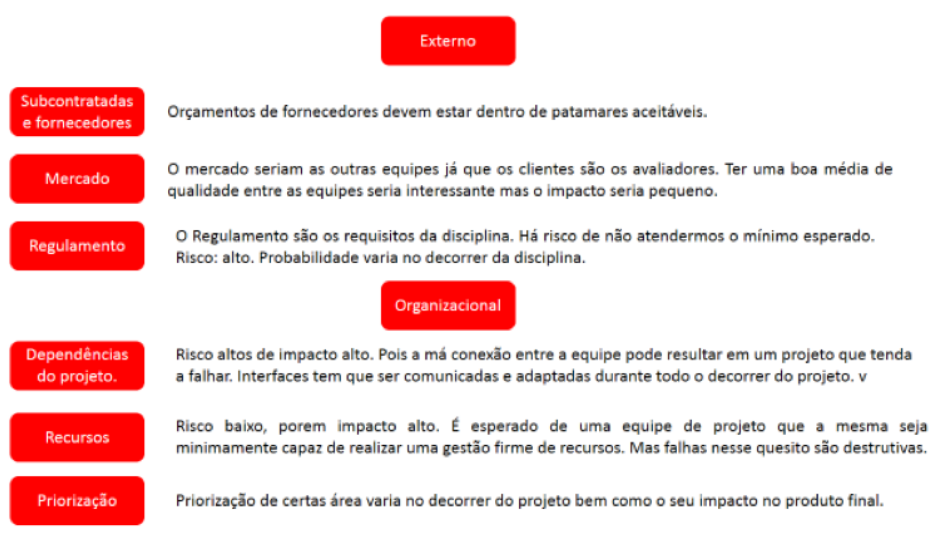 Externo
Subcontratadas
e fornecedores
Orçamentos de fornecedores devem estar dentro de patamares aceitáveis.
Mercado
O mercado seriam as outras equipes já que os clientes são os avaliadores. Ter uma boa média de
qualidade entre as equipes seria interessante mas o impacto seria pequeno.
Regulamento
O Regulamento são os requisitos da disciplina. Há risco de não atendermos o mínimo esperado.
Risco: alto. Probabilidade varia no decorrer da disciplina.
Organizacional
Dependências
do projeto.
Risco altos de impacto alto. Pois a má conexão entre a equipe pode resultar em um projeto que tenda
a falhar. Interfaces tem que ser comunicadas e adaptadas durante todo o decorrer do projeto. v
Recursos
Risco baixo, porem impacto alto. É esperado de uma equipe de projeto que a mesma seja
minimamente capaz de realizar uma gestão firme de recursos. Mas falhas nesse quesito são destrutivas.
Priorização
Priorização de certas área varia no decorrer do projeto bem como o seu impacto no produto final.